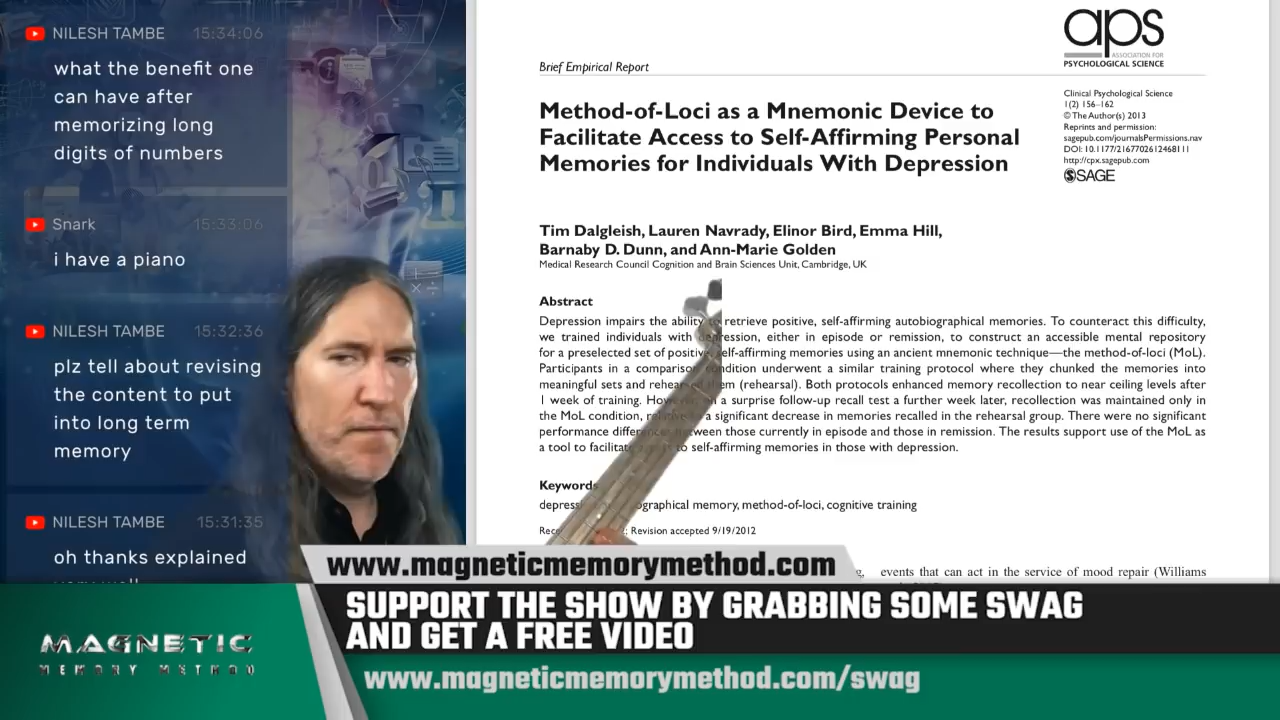 NILESH TAMBE 15:34:06
what the benefit one
can have after
memorizing long
digits of numbers
Snark 15:33:06
i have a piano
NILESH TAMBE 15:32:36
plz tell about revising
the content to put
into long term
memory
NILESH TAMBE 15:31:35
oh thanks explained
Brief Empirical Report
aps
ASSOCIATION FOR
PSYCHOLOGICAL SCIENCE
Method-of-Loci as a Mnemonic Device to
Facilitate Access to Self-Affirming Personal
Memories for Individuals With Depression
Clinical Psychological Science
1(2) 156–162
© The Author(s) 2013
Reprints and permission:
sagepub.com/journalsPermissions.nav
DOI: 10.1177/2167702612468111
http://cpx.sagepub.com
SAGE
Tim Dalgleish, Lauren Navrady, Elinor Bird, Emma Hill,
Barnaby D. Dunn, and Ann-Marie Golden
Medical Research Council Cognition and Brain Sciences Unit, Cambridge, UK
Abstract
Depression impairs the ability to retrieve positive, self-affirming autobiographical memories. To counteract this difficulty,
we trained individuals with depression, either in episode or remission, to construct an accessible mental repository
for a preselected set of positive, self-affirming memories using an ancient mnemonic technique—the method-of-loci (MoL).
Participants in a comparison condition underwent a similar training protocol where they chunked the memories into
meaningful sets and rehearsed them (rehearsal). Both protocols enhanced memory recollection to near ceiling levels after
1 week of training. However, on a surprise follow-up recall test a further week later, recollection was maintained only in
the MoL condition, relative to a significant decrease in memories recalled in the rehearsal group. There were no significant
performance differences between those currently in episode and those in remission. The results support use of the MoL as
a tool to facilitate access to self-affirming memories in those with depression.
Keywords
autobiographical memory, method-of-loci, cognitive training
Revision accepted 9/19/2012
events that can act in the service of mood repair (Williams
www.magneticmemorymethod.com
SUPPORT THE SHOW BY GRABBING SOME SWAG
AND GET A FREE VIDEO
MAGNETIC
MEMORY METHOD
www.magneticmemorymethod.com/swag